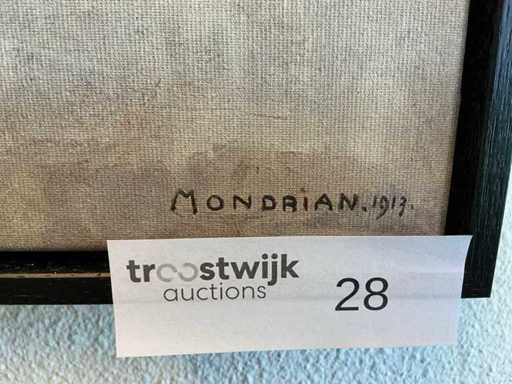 MONDRIAN.1913.
troostwijk
auctions
28